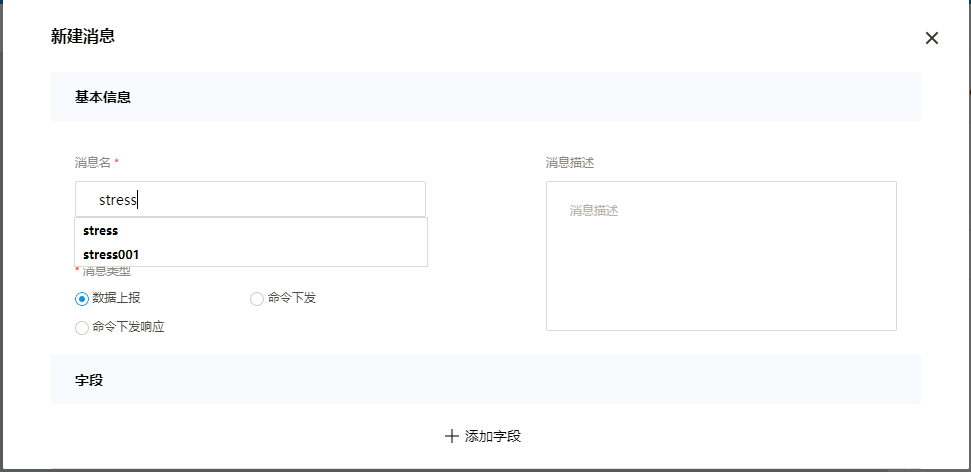 新建消息
基本信息
消息名 *
消息描述
stress
消息描述
stress
stress001
* 消息类型
数据上报
命令下发
命令下发响应
字段
添加字段